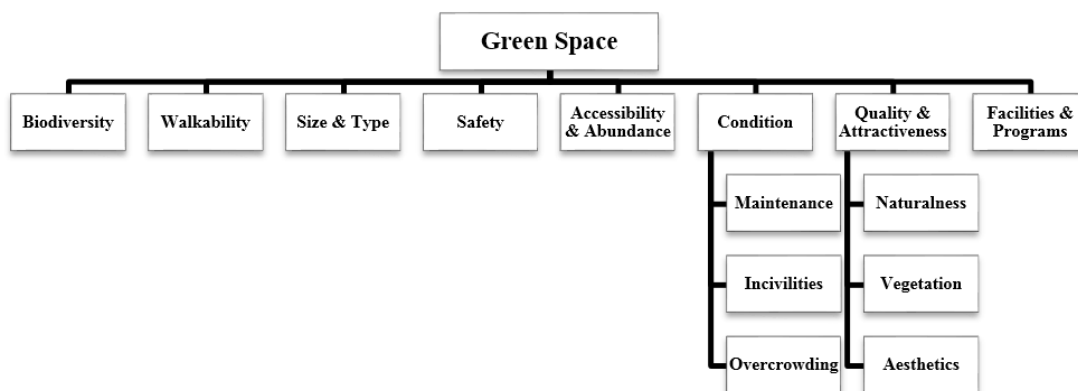 Green Space
Biodiversity
Walkability
Size & Type
Safety
Accessibility
& Abundance
Condition
Quality &
Attractiveness
Facilities &
Programs
Maintenance
Incivilities
Overcrowding
Naturalness
Vegetation
Aesthetics